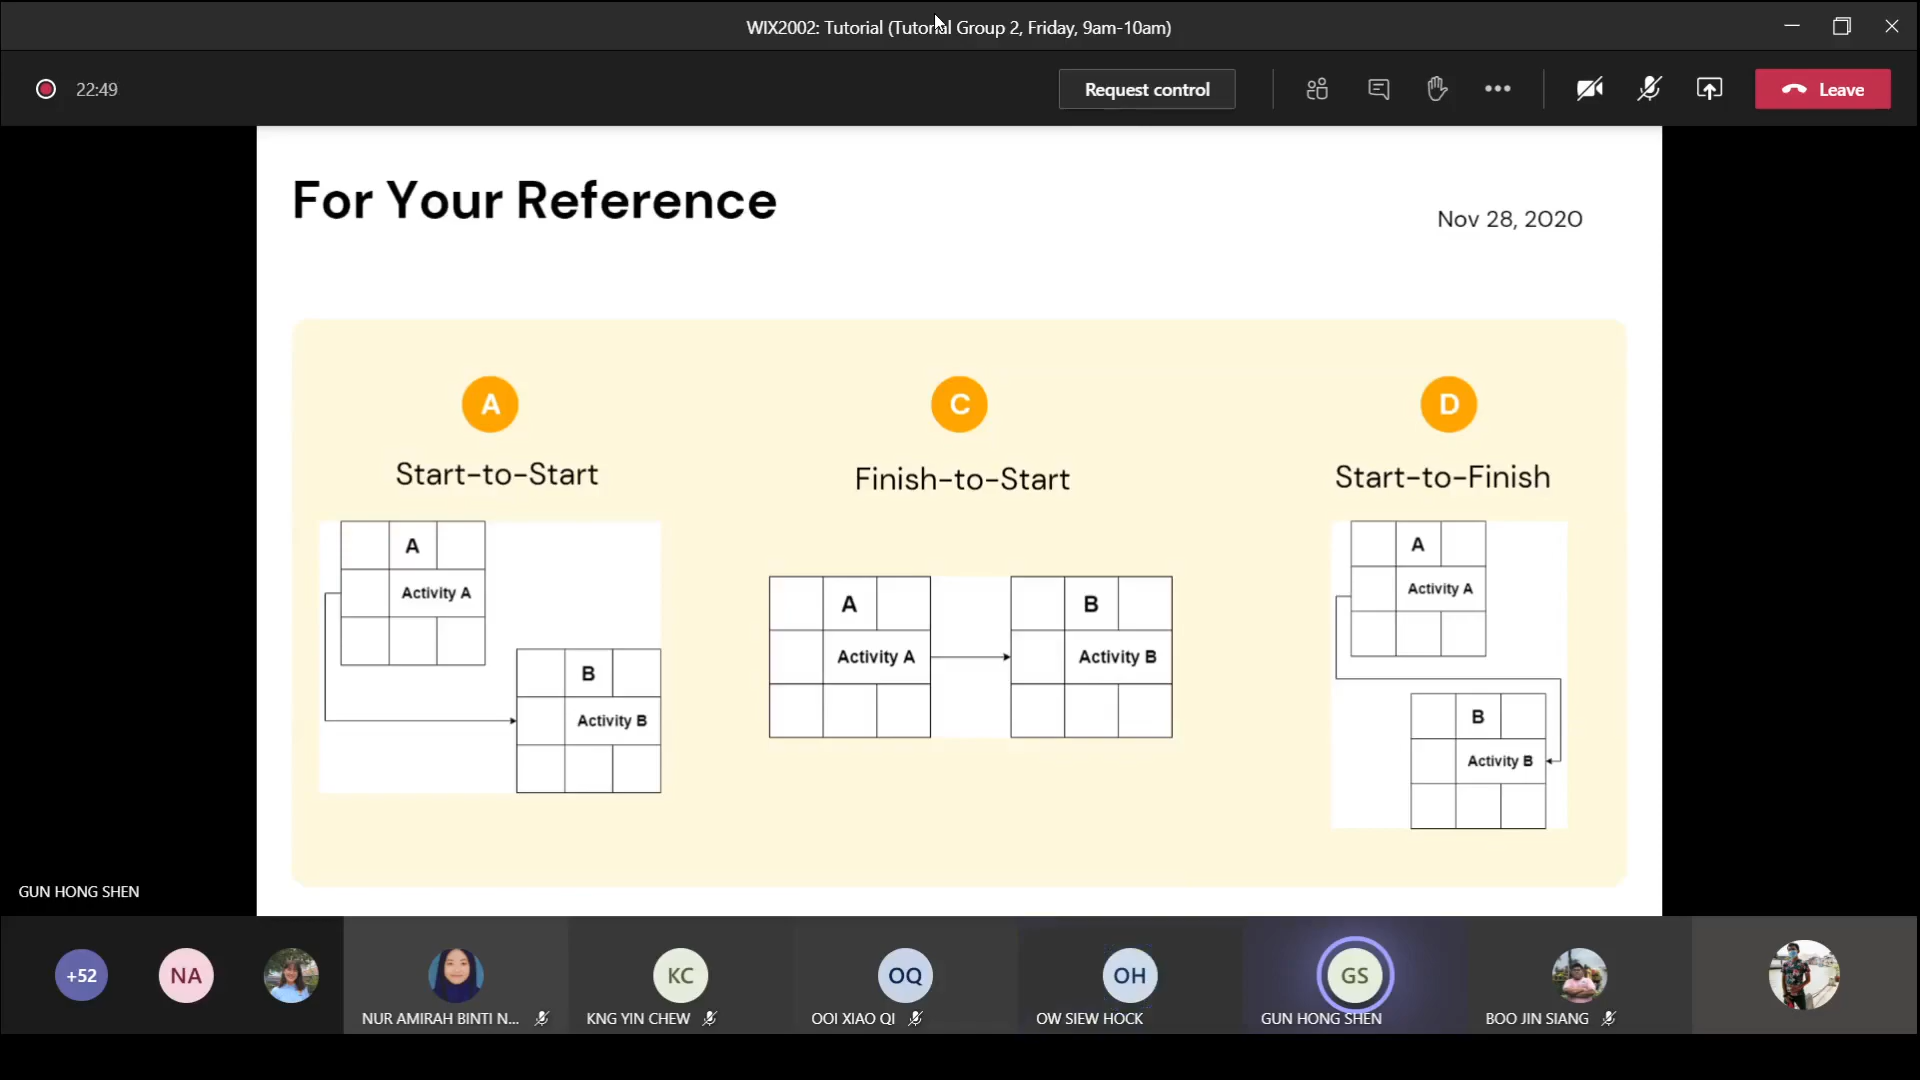 WIX2002: Tutorial (Tutorial Group 2, Friday, 9am-10am)
22:49
Request control
Leave
For Your Reference
Nov 28, 2020
A
C
D
Start-to-Start
Finish-to-Start
Start-to-Finish
A
Activity A
B
Activity B
A
Activity A
B
Activity B
A
Activity A
B
Activity B
GUN HONG SHEN
+52
NA
KC
OQ
OH
GS
NUR AMIRAH BINTI N...
KNG YIN CHEW
OOI XIAO QI
OW SIEW HOCK
GUN HONG SHEN
BOO JIN SIANG